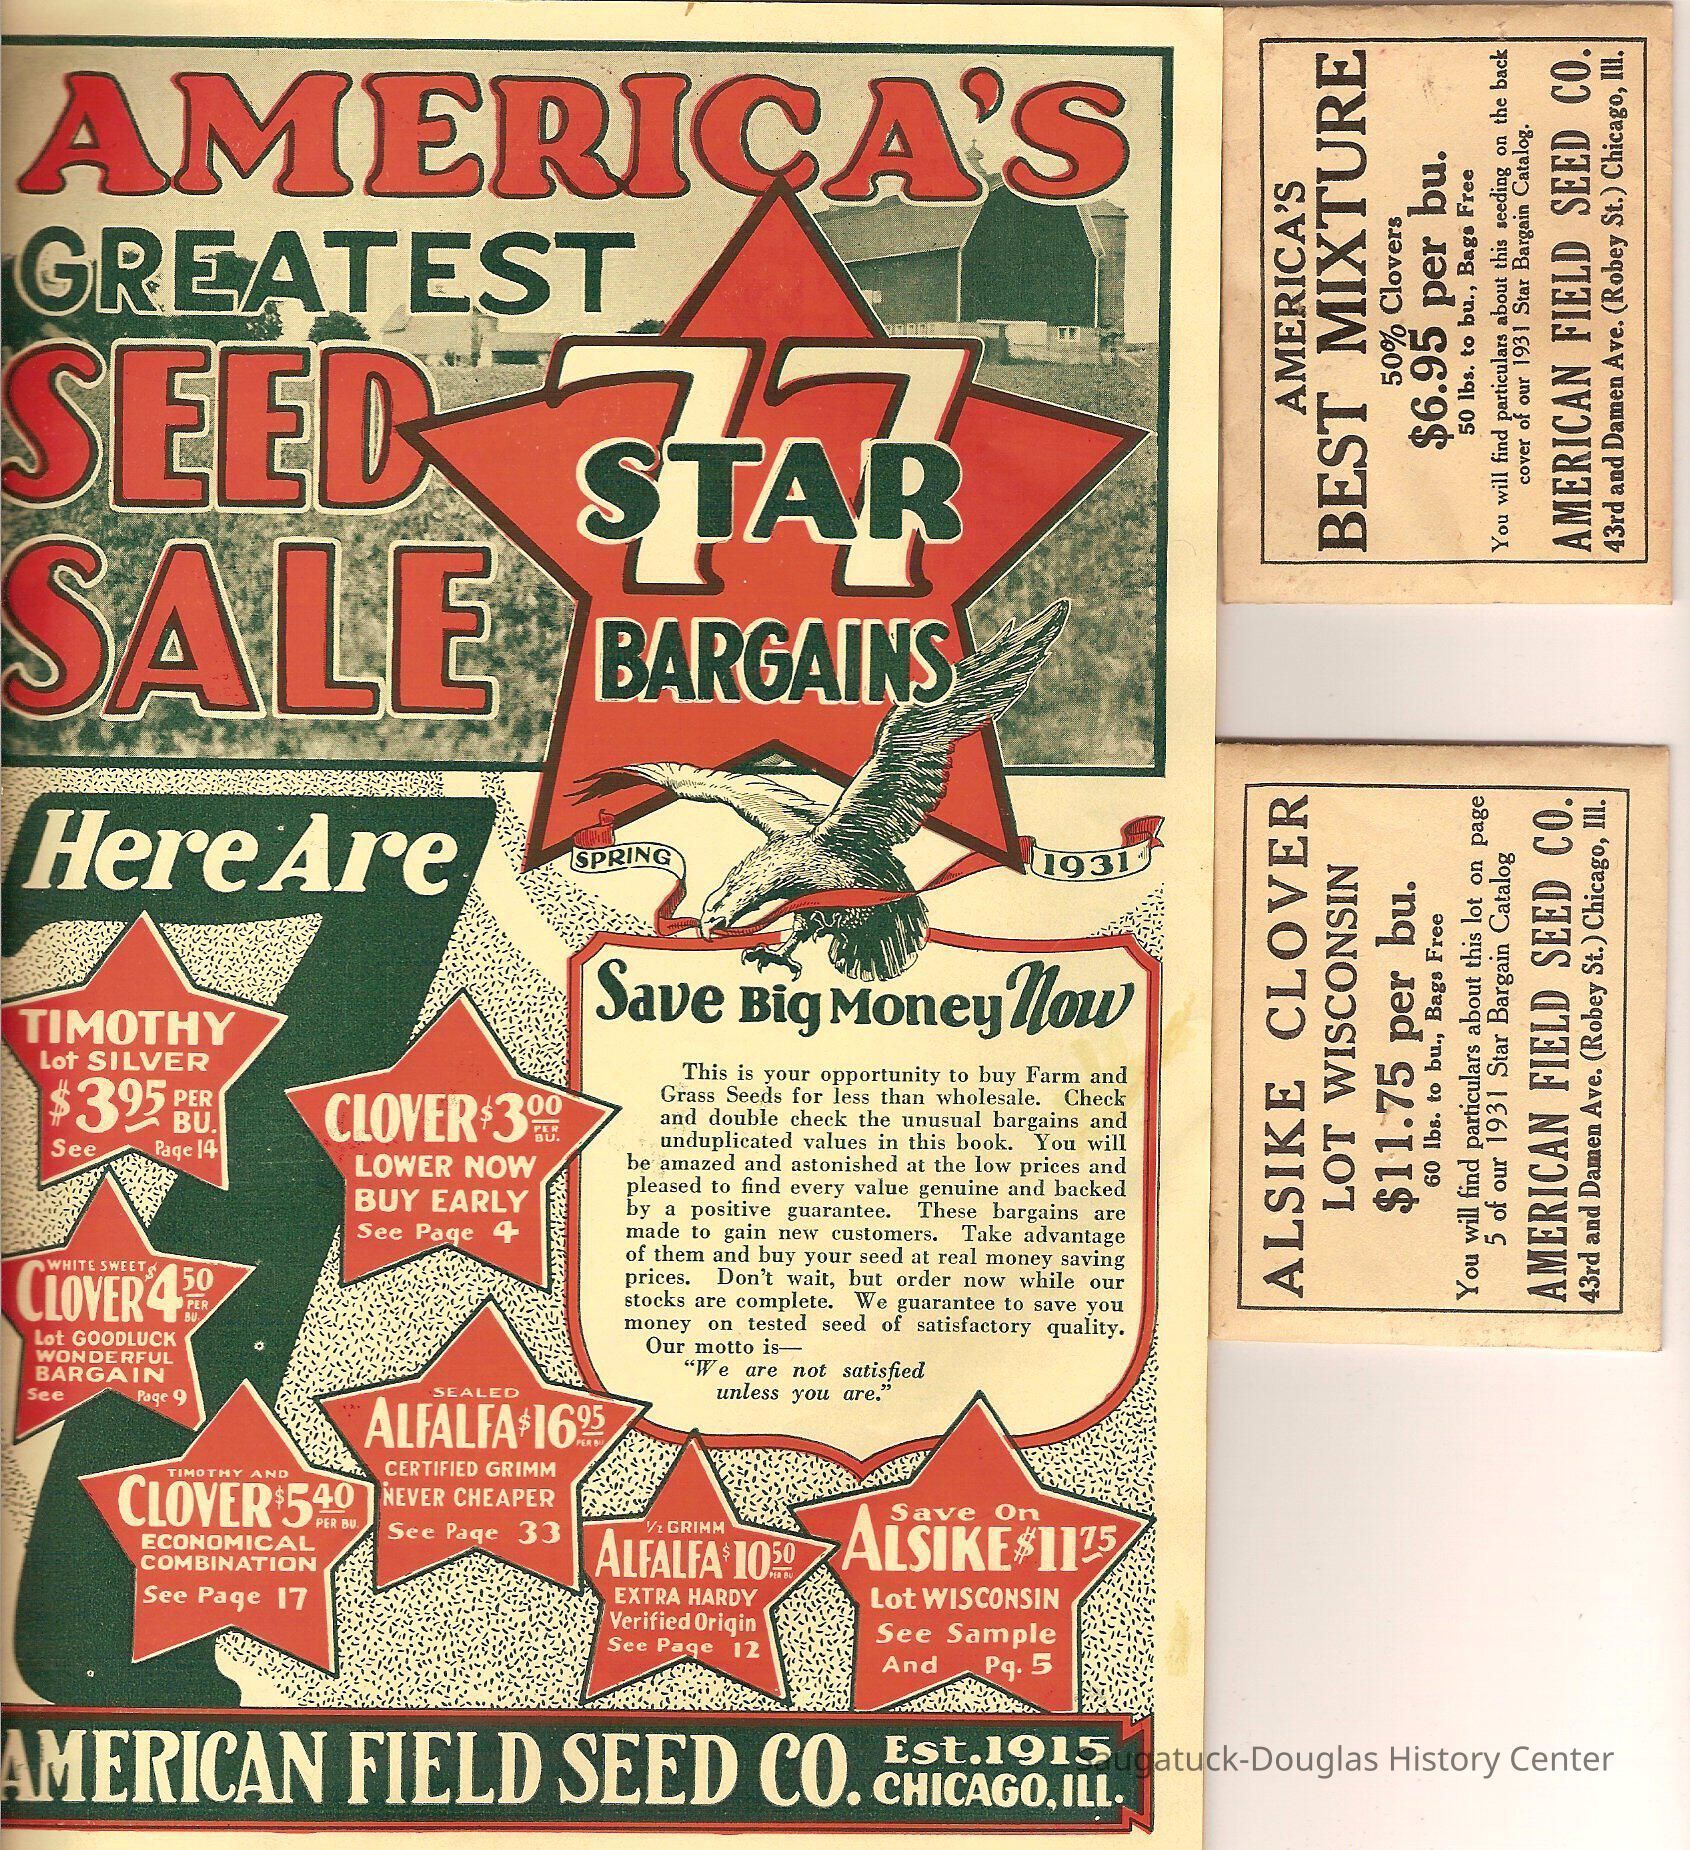 AMERICA'S
GREATEST
SEED
SALE
77
STAR
BARGAINS
SPRING
1931
Here Are
7
TIMOTHY
Lot SILVER
$3.95 PER
BU.
See Page 14
CLOVER $3.00 PER BU.
LOWER NOW
BUY EARLY
See Page 4
WHITE SWEET
CLOVER $4.50 PER BU.
Lot GOODLUCK
WONDERFUL
BARGAIN
See Page 9
TIMOTHY AND
CLOVER $5.40 PER BU.
ECONOMICAL
COMBINATION
See Page 17
SEALED
ALFALFA $16.95 PER BU
CERTIFIED GRIMM
NEVER CHEAPER
See Page 33
1/2 GRIMM
ALFALFA $10.50 PER BU
EXTRA HARDY
Verified Origin
See Page 12
Save On
ALSIKE $11.75
Lot WISCONSIN
See Sample
And Pg. 5
Save Big Money Now
This is your opportunity to buy Farm and
Grass Seeds for less than wholesale. Check
and double check the unusual bargains and
unduplicated values in this book. You will
be amazed and astonished at the low prices and
pleased to find every value genuine and backed
by a positive guarantee. These bargains are
made to gain new customers. Take advantage
of them and buy your seed at real money saving
prices. Don't wait, but order now while our
stocks are complete. We guarantee to save you
money on tested seed of satisfactory quality.
Our motto is—
"We are not satisfied
unless you are."
AMERICAN FIELD SEED CO. Est. 1915
CHICAGO, ILL.
AMERICA'S
BEST MIXTURE
50% Clovers
$6.95 per bu.
50 lbs. to bu., Bags Free
You will find particulars about this seeding on the back
cover of our 1931 Star Bargain Catalog.
AMERICAN FIELD SEED CO.
43rd and Damen Ave. (Robey St.) Chicago, Ill.
ALSIKE CLOVER
LOT WISCONSIN
$11.75 per bu.
60 lbs. to bu., Bags Free
You will find particulars about this lot on page
5 of our 1931 Star Bargain Catalog
AMERICAN FIELD SEED CO.
43rd and Damen Ave. (Robey St.) Chicago, Ill.
Saugatuck-Douglas History Center